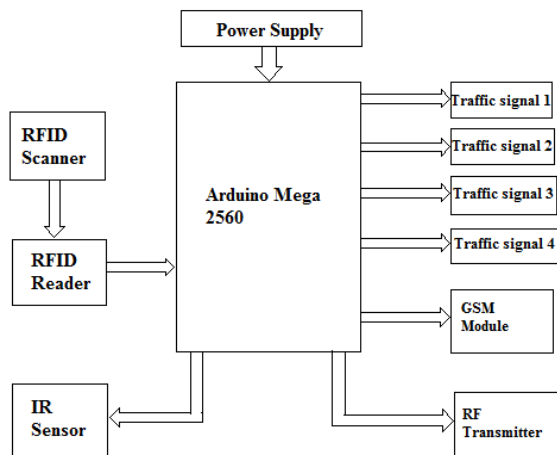 Power Supply
RFID
Scanner
Arduino Mega
2560
RFID
Reader
IR
Sensor
Traffic signal 1
Traffic signal 2
Traffic signal 3
Traffic signal 4
GSM
Module
RF
Transmitter